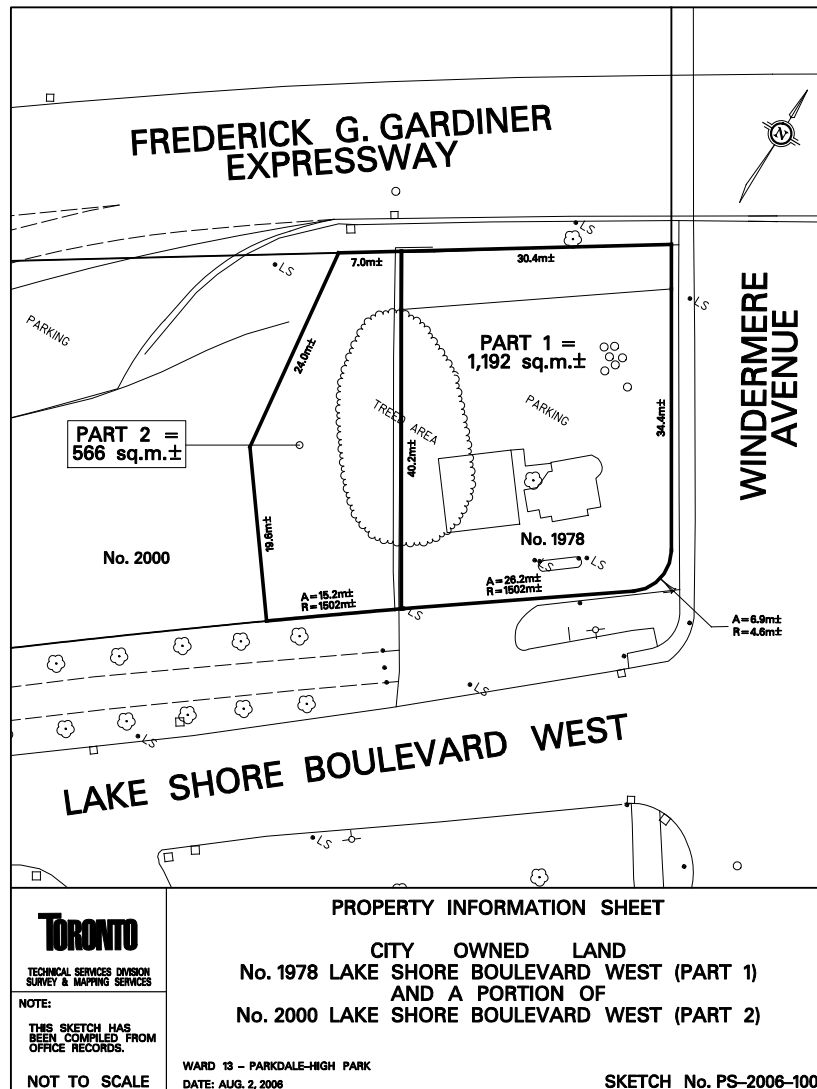 FREDERICK G. GARDINER
EXPRESSWAY
N
LS
LS
7.0m±
30.4m±
LS
PARKING
24.0m±
PART 1 =
1,192 sq.m.±
WINDERMERE
AVENUE
TREED AREA
PARKING
34.4m±
PART 2 =
566 sq.m.±
40.2m±
19.6m±
No. 2000
No. 1978
LS
LS
A=15.2m±
R=1502m±
A=26.2m±
R=1502m±
LS
A=6.9m±
R=4.6m±
LS
LS
LAKE SHORE BOULEVARD WEST
LS
TORONTO
TECHNICAL SERVICES DIVISION
SURVEY & MAPPING SERVICES
NOTE:
THIS SKETCH HAS
BEEN COMPILED FROM
OFFICE RECORDS.
NOT TO SCALE
PROPERTY INFORMATION SHEET
CITY OWNED LAND
No. 1978 LAKE SHORE BOULEVARD WEST (PART 1)
AND A PORTION OF
No. 2000 LAKE SHORE BOULEVARD WEST (PART 2)
WARD 13 - PARKDALE-HIGH PARK
DATE: AUG. 2, 2006
SKETCH No. PS-2006-100